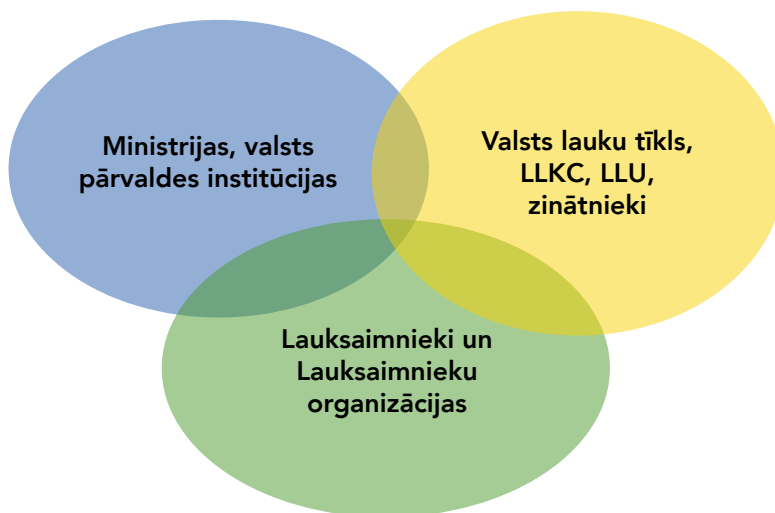 Ministrijas, valsts
pārvaldes institūcijas
Valsts lauku tīkls,
LLKC, LLU,
zinātnieki
Lauksaimnieki un
Lauksaimnieku
organizācijas